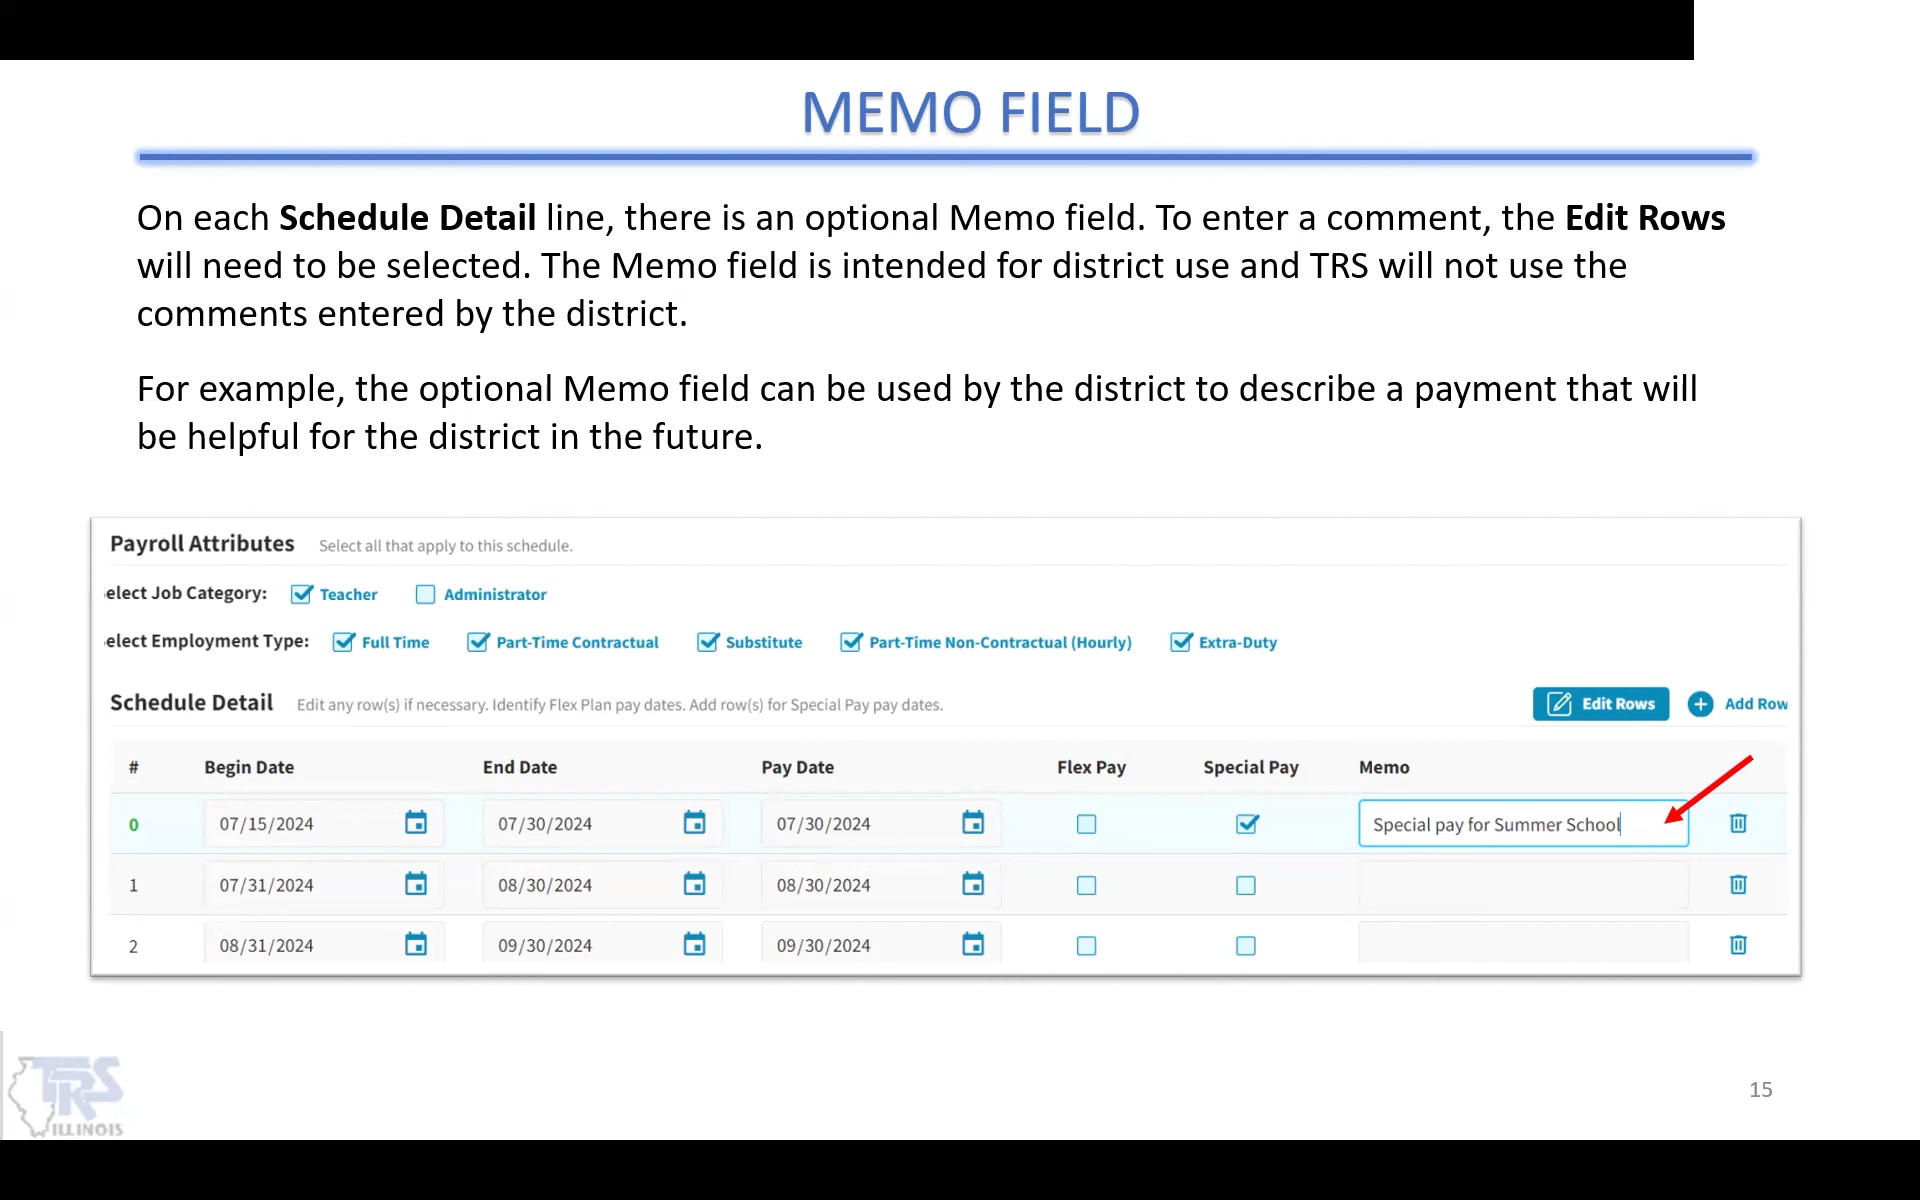 MEMO FIELD
On each Schedule Detail line, there is an optional Memo field. To enter a comment, the Edit Rows
will need to be selected. The Memo field is intended for district use and TRS will not use the
comments entered by the district.
For example, the optional Memo field can be used by the district to describe a payment that will
be helpful for the district in the future.
Payroll Attributes Select all that apply to this schedule.
elect Job Category: Teacher Administrator
elect Employment Type: Full Time Part-Time Contractual Substitute Part-Time Non-Contractual (Hourly) Extra-Duty
Schedule Detail Edit any row(s) if necessary. Identify Flex Plan pay dates. Add row(s) for Special Pay pay dates. Edit Rows Add Row
# Begin Date End Date Pay Date Flex Pay Special Pay Memo
0 07/15/2024 07/30/2024 07/30/2024 Special pay for Summer School
1 07/31/2024 08/30/2024 08/30/2024
2 08/31/2024 09/30/2024 09/30/2024
TRS
ILLINOIS
15